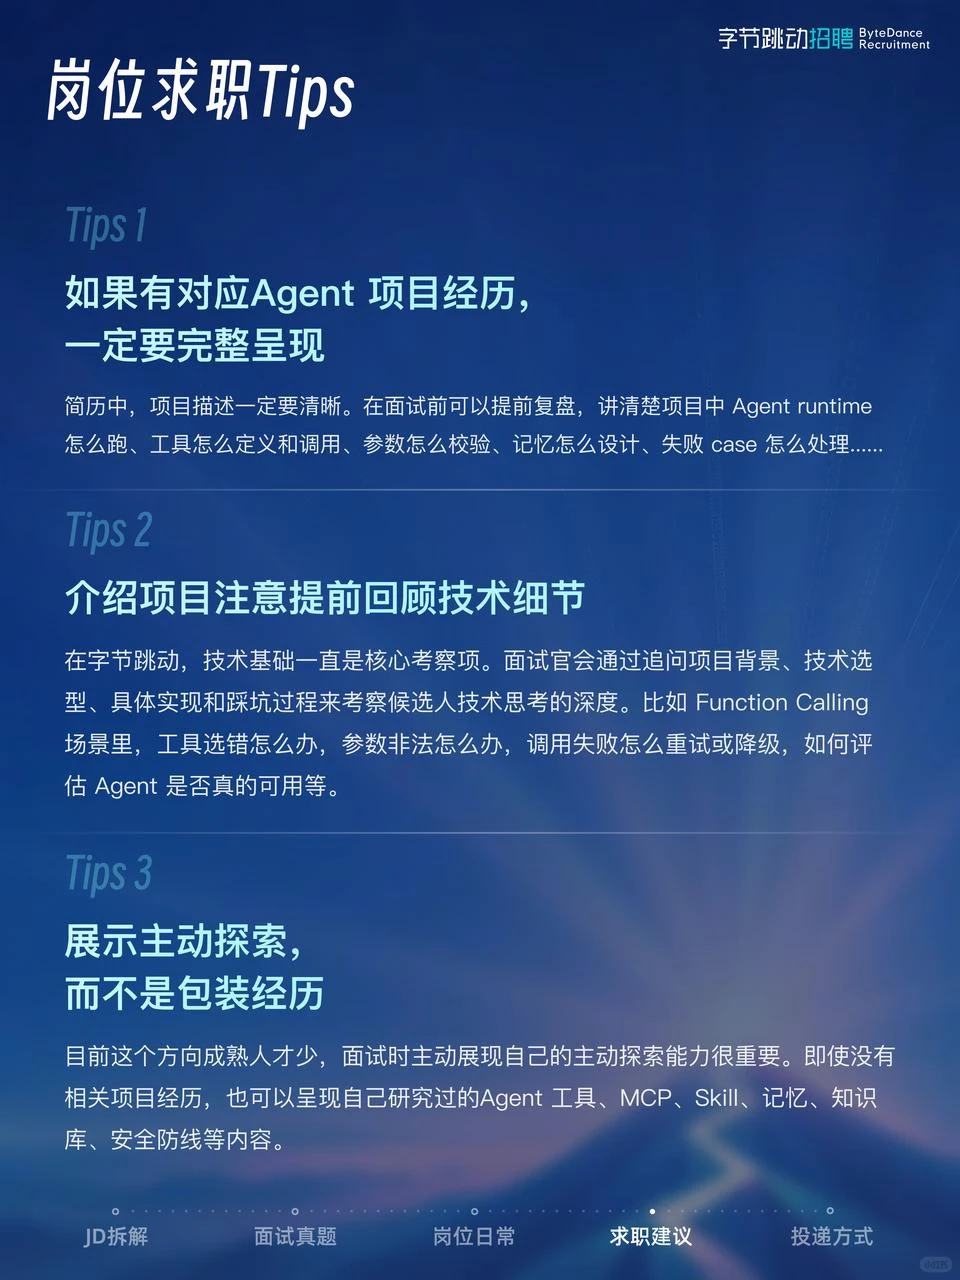 字节跳动招聘 ByteDance Recruitment
岗位求职Tips
Tips 1
如果有对应Agent 项目经历，
一定要完整呈现
简历中，项目描述一定要清晰。在面试前可以提前复盘，讲清楚项目中 Agent runtime
怎么跑、工具怎么定义和调用、参数怎么校验、记忆怎么设计、失败 case 怎么处理......
Tips 2
介绍项目注意提前回顾技术细节
在字节跳动，技术基础一直是核心考察项。面试官会通过追问项目背景、技术选
型、具体实现和踩坑过程来考察候选人技术思考的深度。比如 Function Calling
场景里，工具选错怎么办，参数非法怎么办，调用失败怎么重试或降级，如何评
估 Agent 是否真的可用等。
Tips 3
展示主动探索，
而不是包装经历
目前这个方向成熟人才少，面试时主动展现自己的主动探索能力很重要。即使没有
相关项目经历，也可以呈现自己研究过的Agent 工具、MCP、Skill、记忆、知识
库、安全防线等内容。
JD拆解 面试真题 岗位日常 求职建议 投递方式